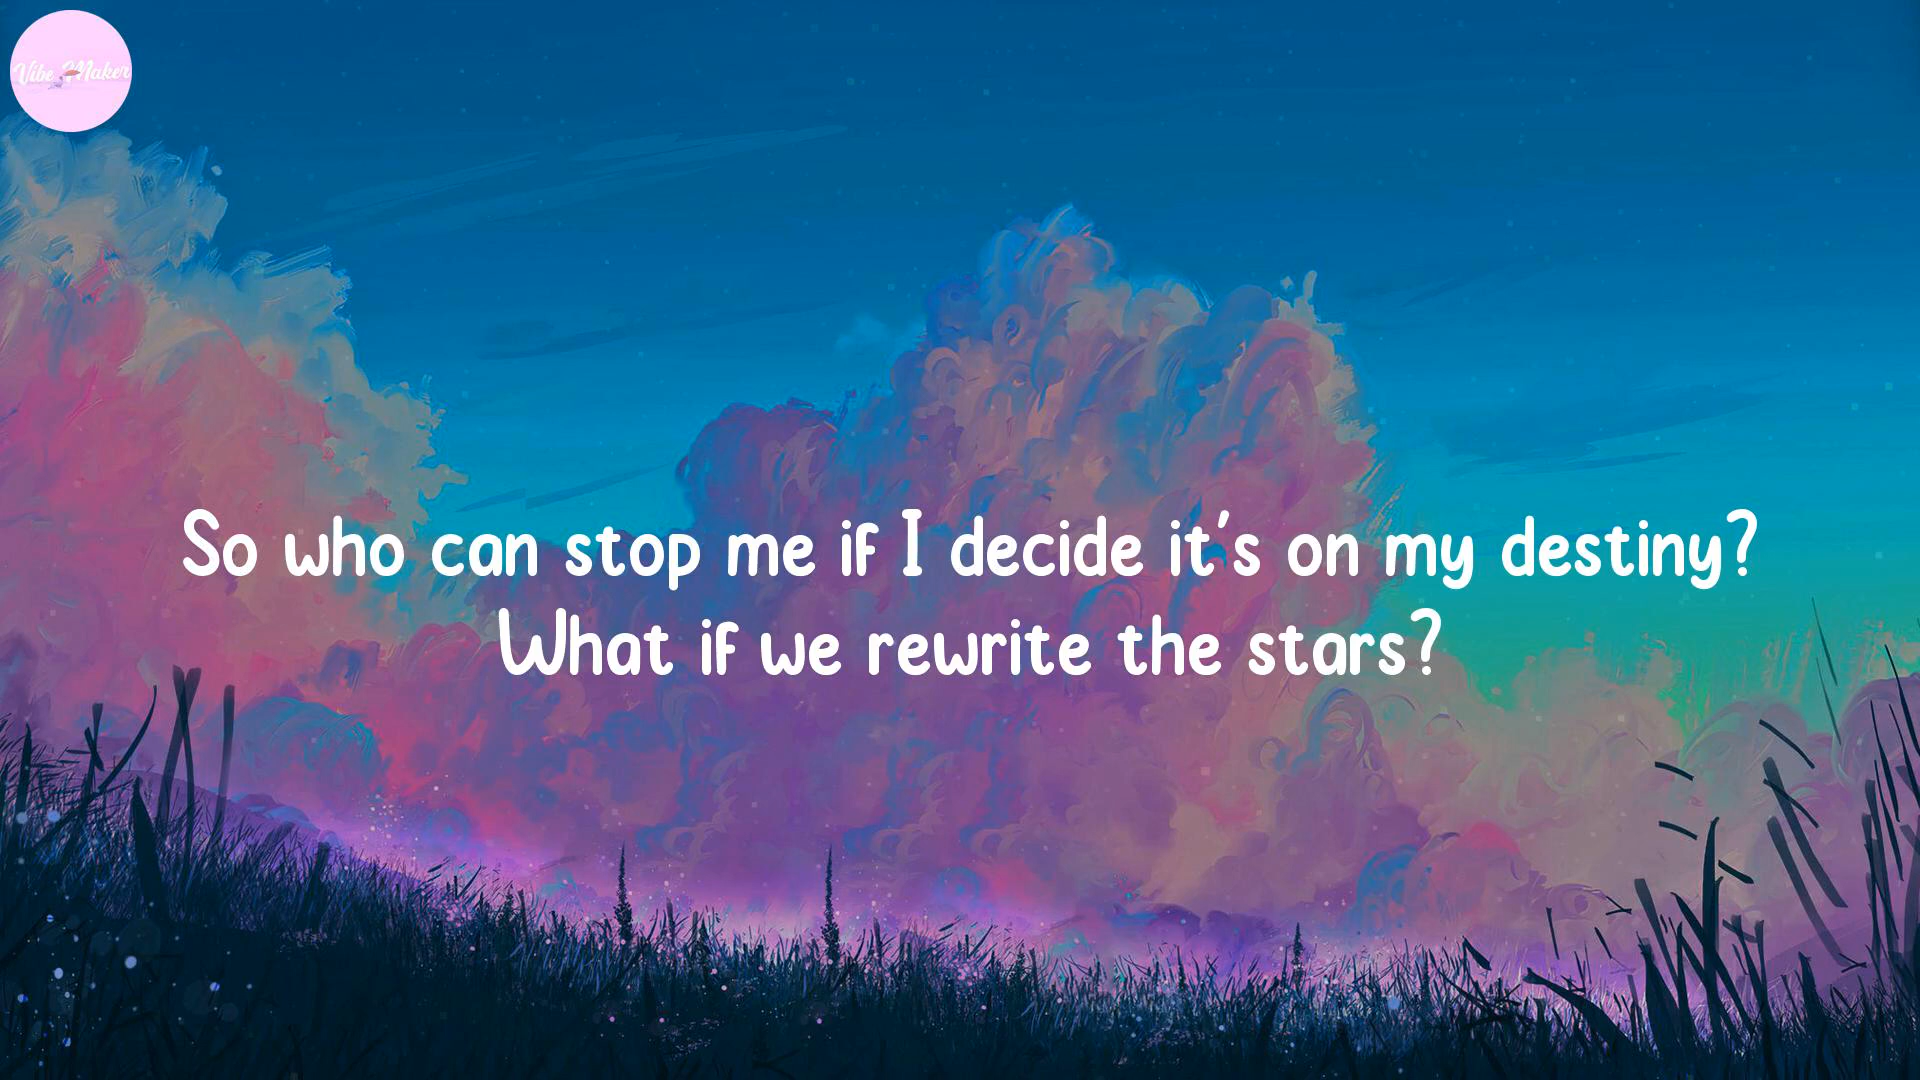 Vibe Maker
So who can stop me if I decide it's on my destiny?
What if we rewrite the stars?